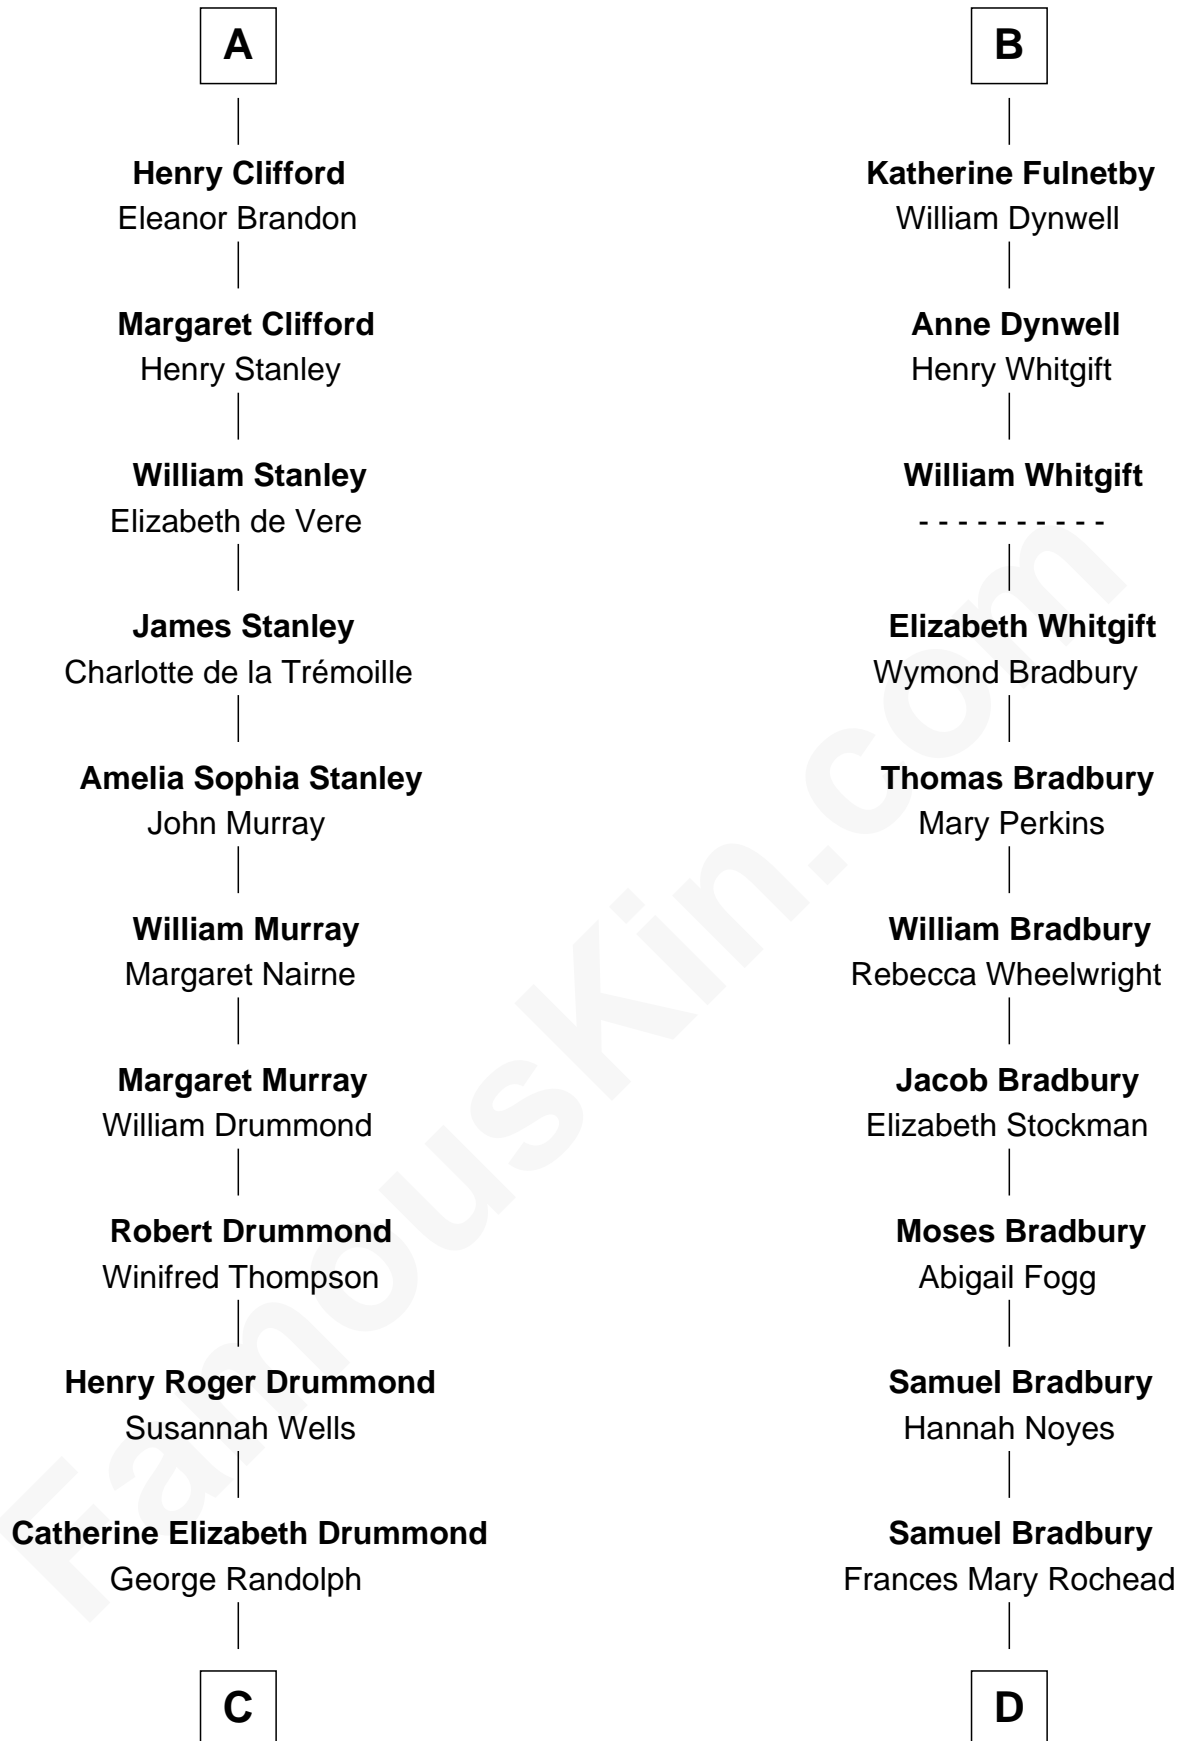 A
Henry Clifford
Eleanor Brandon
Margaret Clifford
Henry Stanley
William Stanley
Elizabeth de Vere
James Stanley
Charlotte de la Trémoille
Amelia Sophia Stanley
John Murray
William Murray
Margaret Nairne
Margaret Murray
William Drummond
Robert Drummond
Winifred Thompson
Henry Roger Drummond
Susannah Wells
Catherine Elizabeth Drummond
George Randolph
C
B
Katherine Fulnetby
William Dynwell
Anne Dynwell
Henry Whitgift
William Whitgift
- - - - - - - - - -
Elizabeth Whitgift
Wymond Bradbury
Thomas Bradbury
Mary Perkins
William Bradbury
Rebecca Wheelwright
Jacob Bradbury
Elizabeth Stockman
Moses Bradbury
Abigail Fogg
Samuel Bradbury
Hannah Noyes
Samuel Bradbury
Frances Mary Rochead
D
FamousKin.com